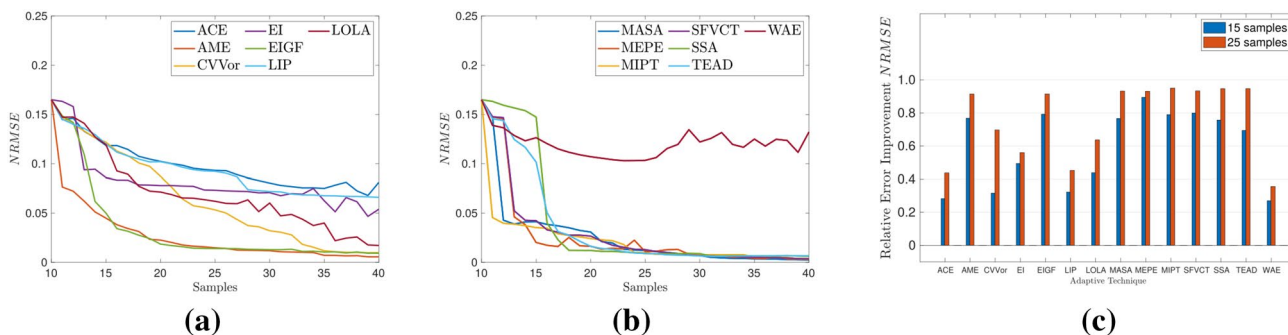 0.25
0.2
0.15
0.1
0.05
0
NRMSE
10 15 20 25 30 35 40
Samples
ACE EI LOLA
AME EIGF
CVVor LIP
(a)
0.25
0.2
0.15
0.1
0.05
0
NRMSE
10 15 20 25 30 35 40
Samples
MASA SFVCT WAE
MEPE SSA
MIPT TEAD
(b)
Relative Error Improvement NRMSE
1.0
0.8
0.6
0.4
0.2
0
15 samples
25 samples
ACE AME CVVor EI EIGF LIP LOLA MASA MEPE MIPT SFVCT SSA TEAD WAE
Adaptive Technique
(c)